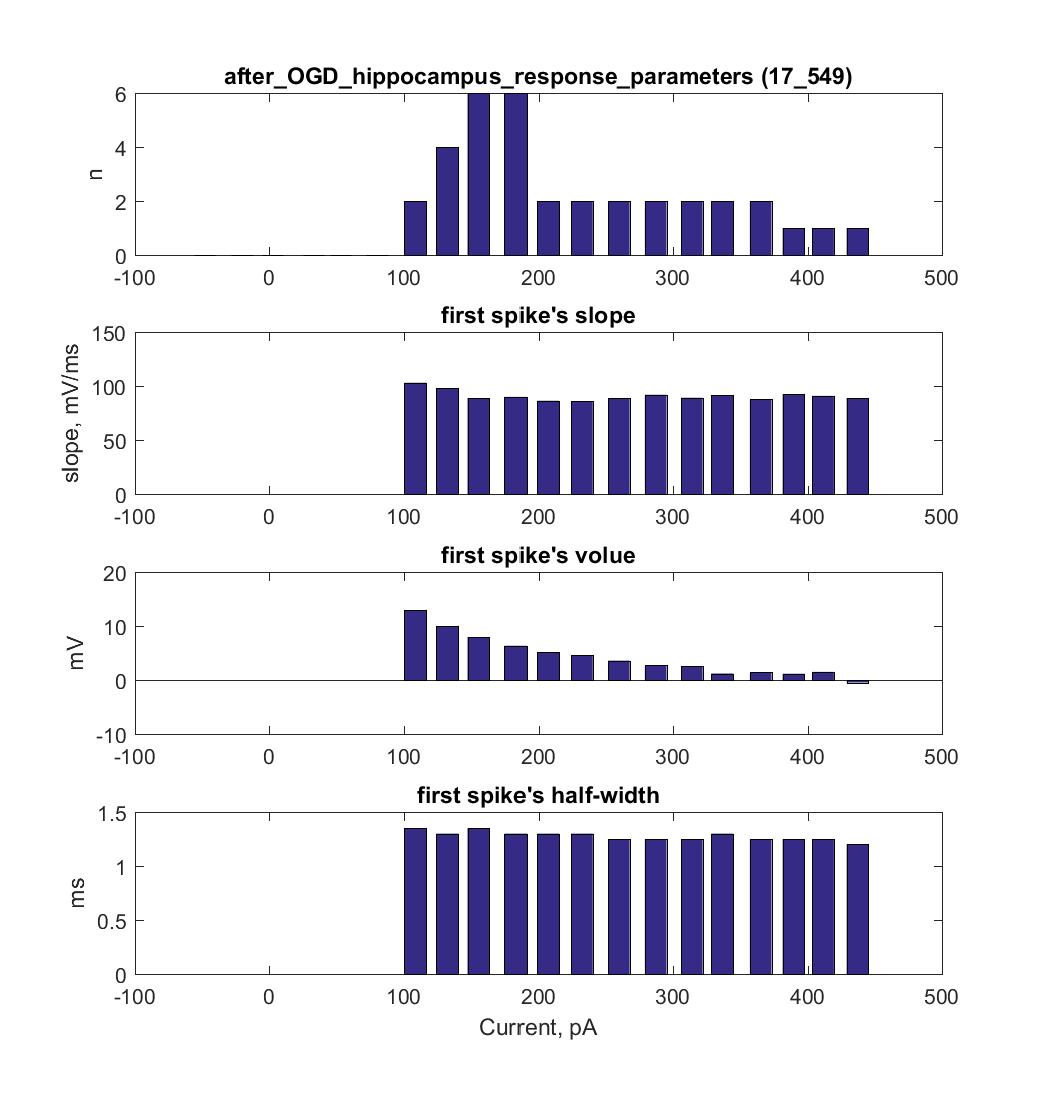 after_OGD_hippocampus_response_parameters (17_549)
6
4
2
0
n
-100 0 100 200 300 400 500
first spike's slope
150
100
50
0
slope, mV/ms
-100 0 100 200 300 400 500
first spike's volue
20
10
0
-10
mV
-100 0 100 200 300 400 500
first spike's half-width
1.5
1
0.5
0
ms
-100 0 100 200 300 400 500
Current, pA